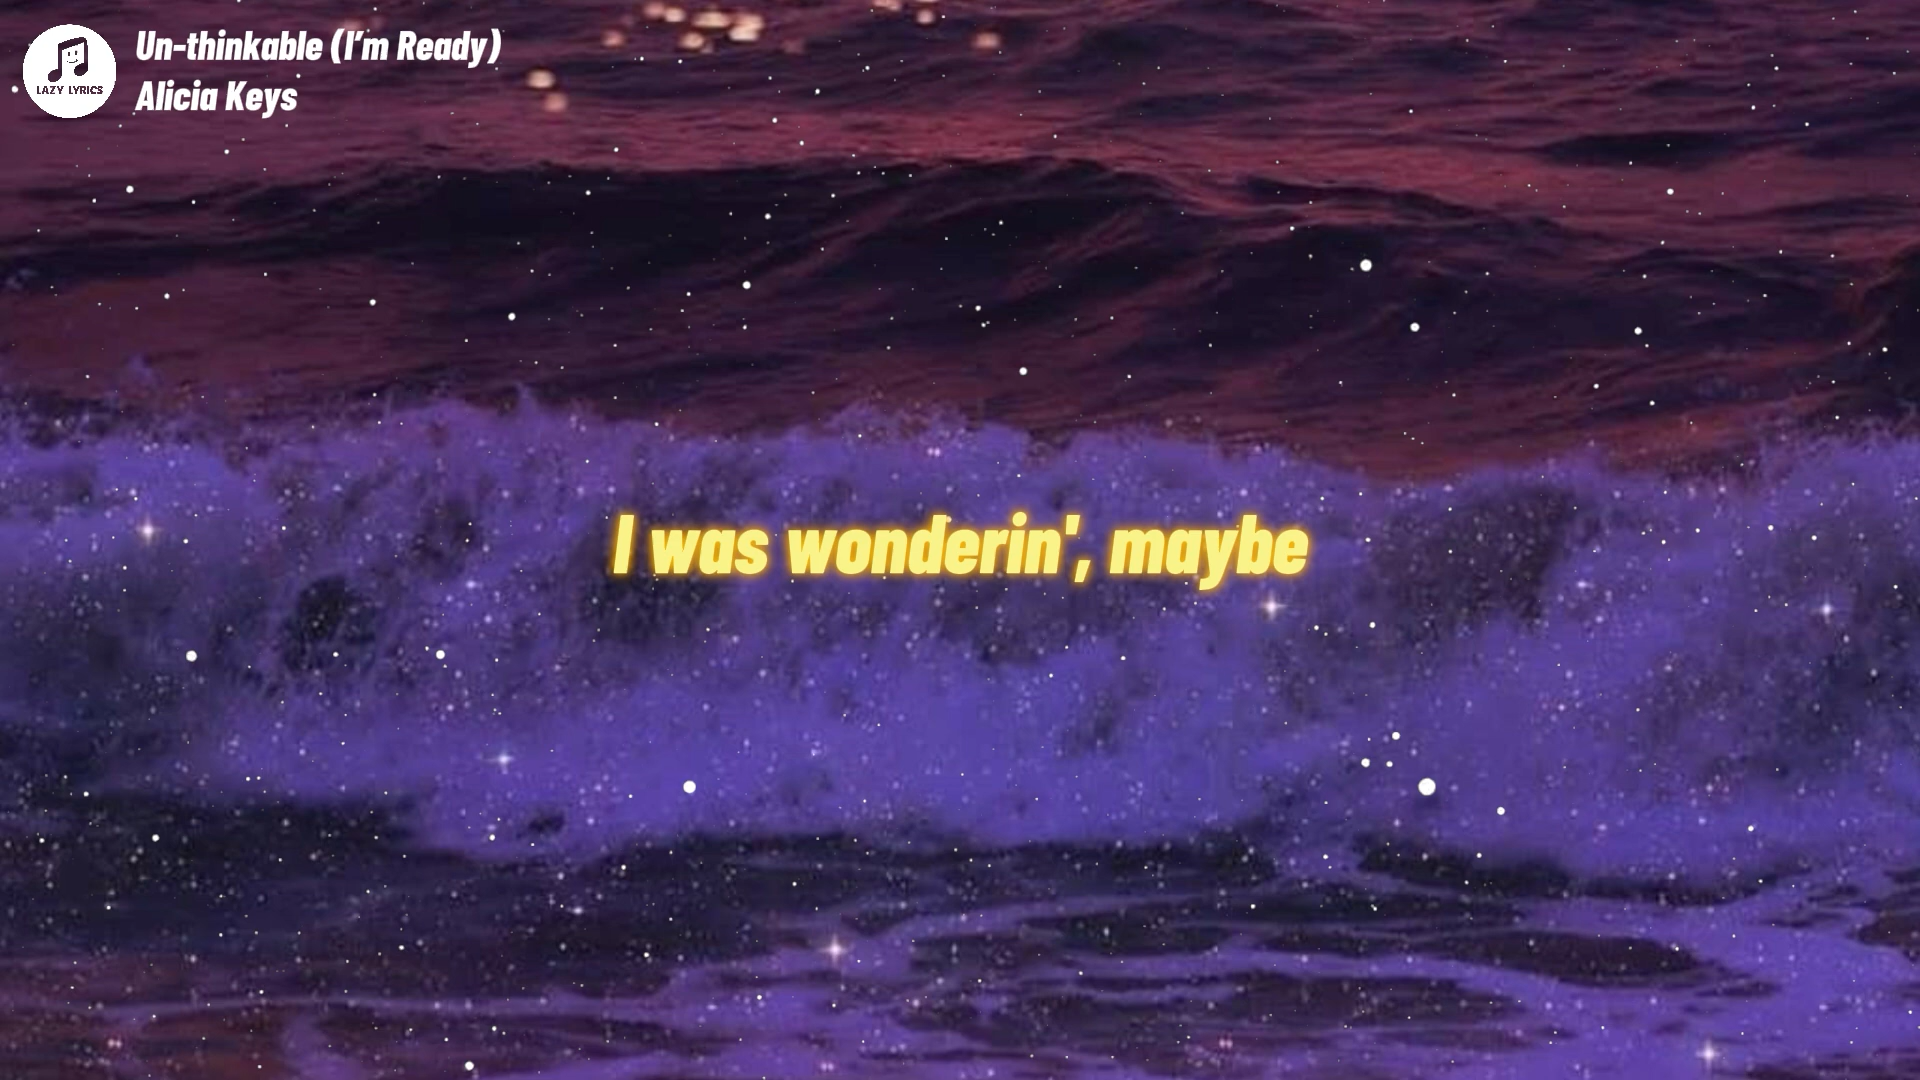 Un-thinkable (I'm Ready)
Alicia Keys
LAZY LYRICS
I was wonderin', maybe